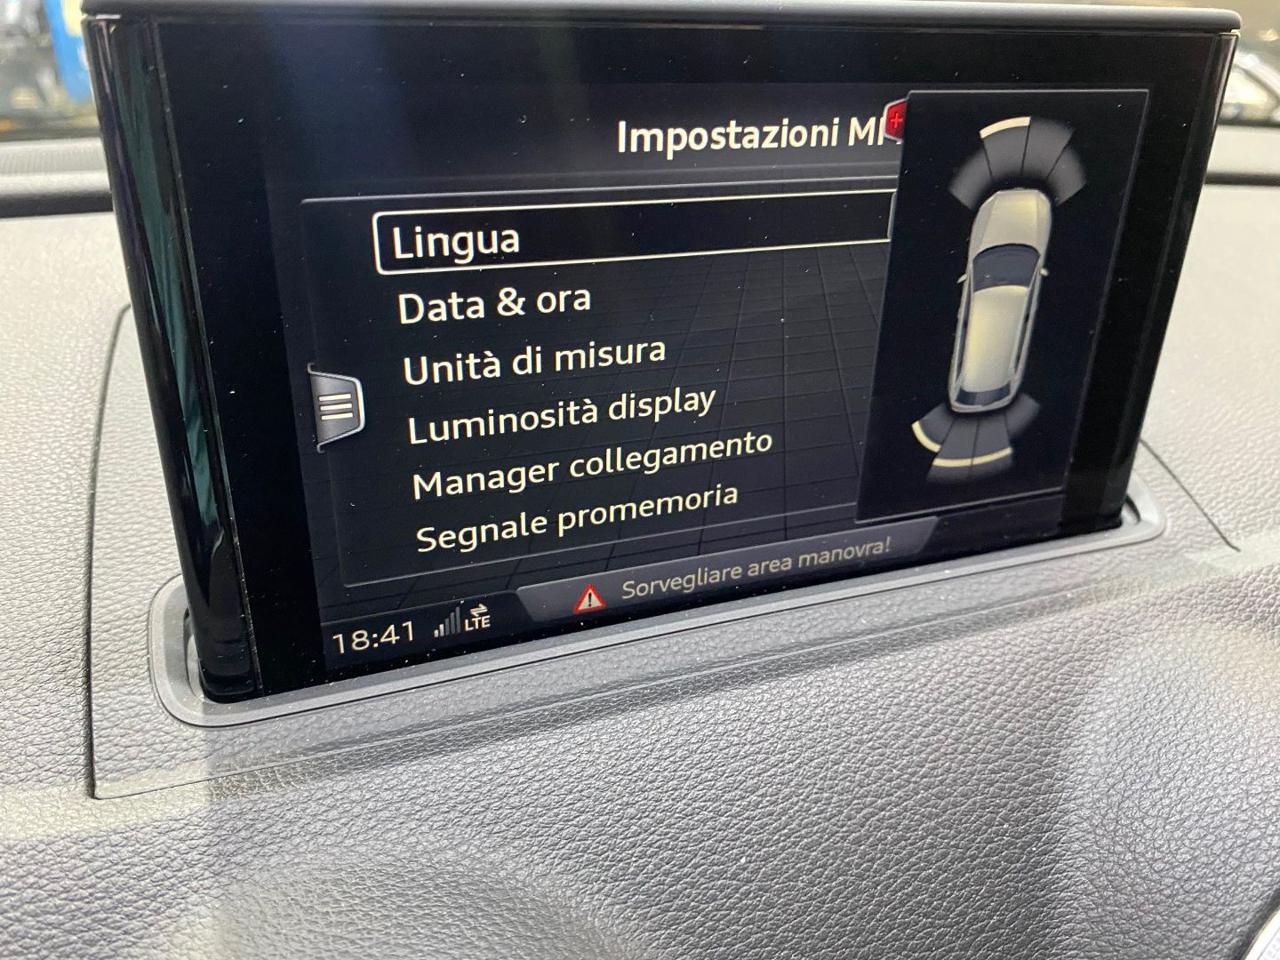 Impostazioni
Lingua
Data & ora
Unità di misura
Luminosità display
Manager collegamento
Segnale promemoria
Sorvegliare area manovra!
18:41 LTE